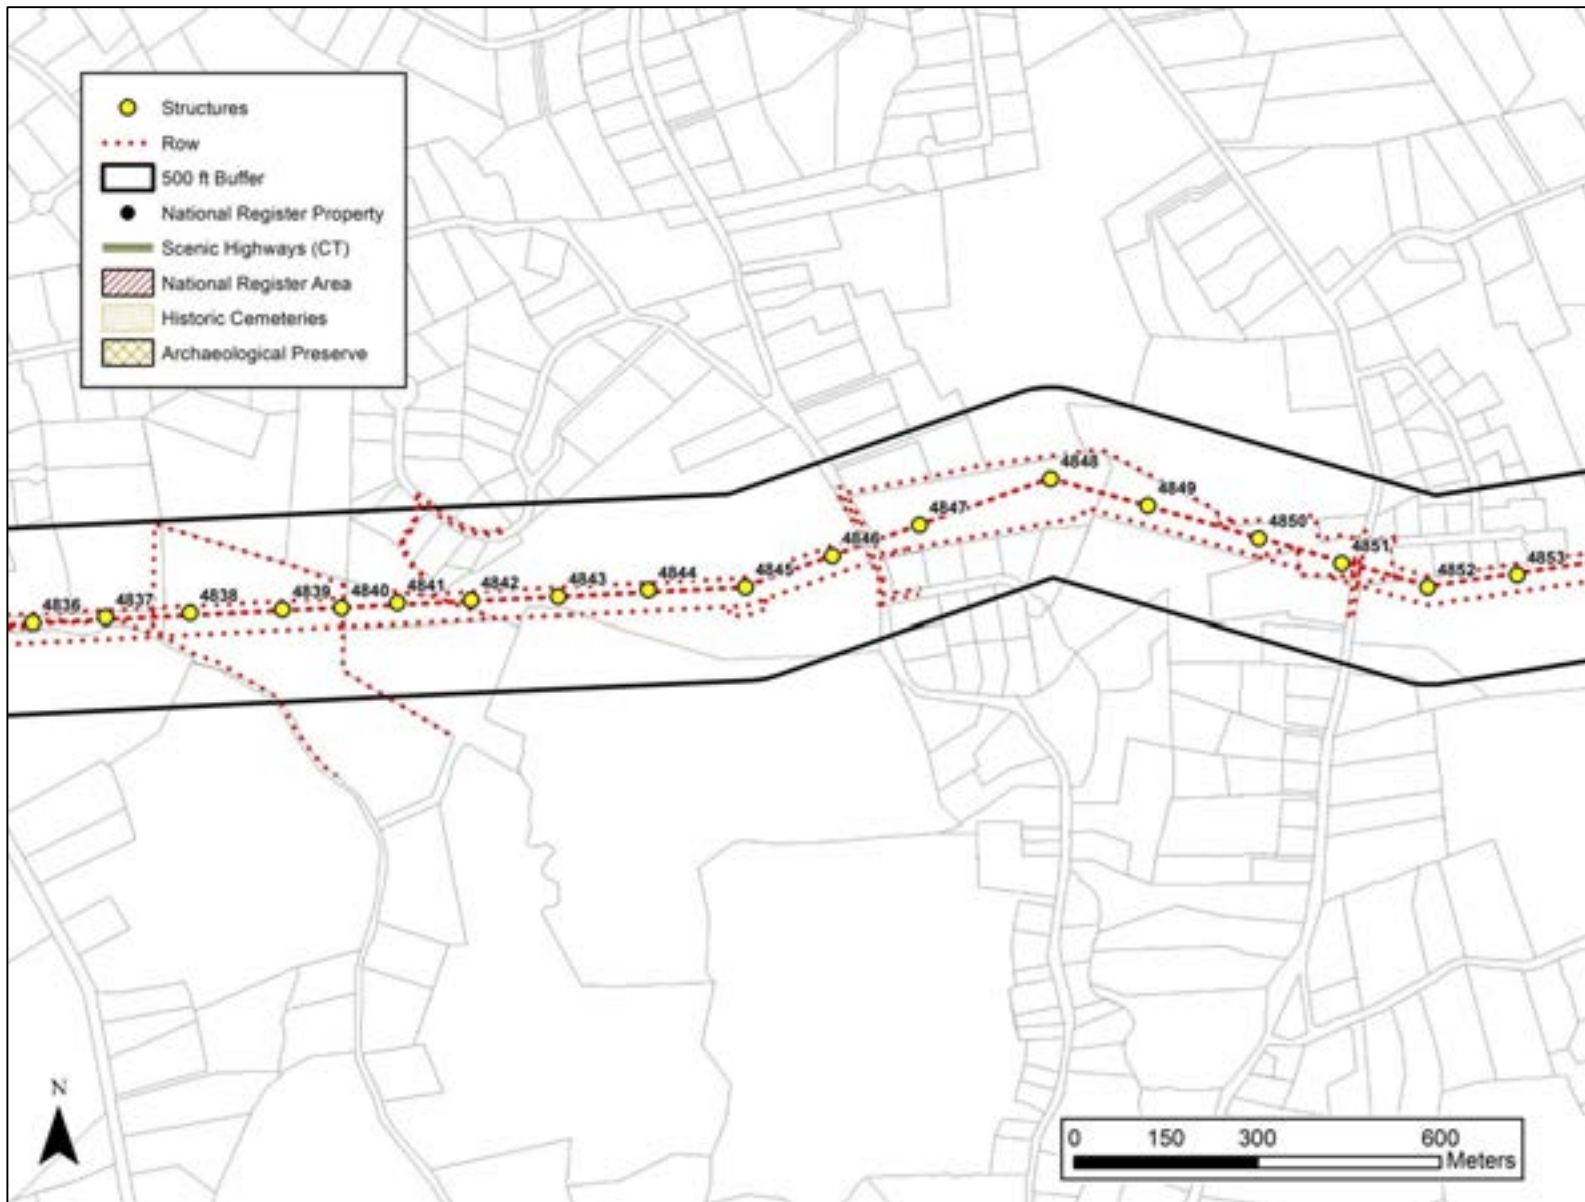 Structures
Row
500 ft Buffer
National Register Property
Scenic Highways (CT)
National Register Area
Historic Cemeteries
Archaeological Preserve
4848
4849
4847
4850
4846
4851
4853
4852
4845
4844
4843
4842
4841
4840
4839
4838
4837
4836
N
0 150 300 600
Meters